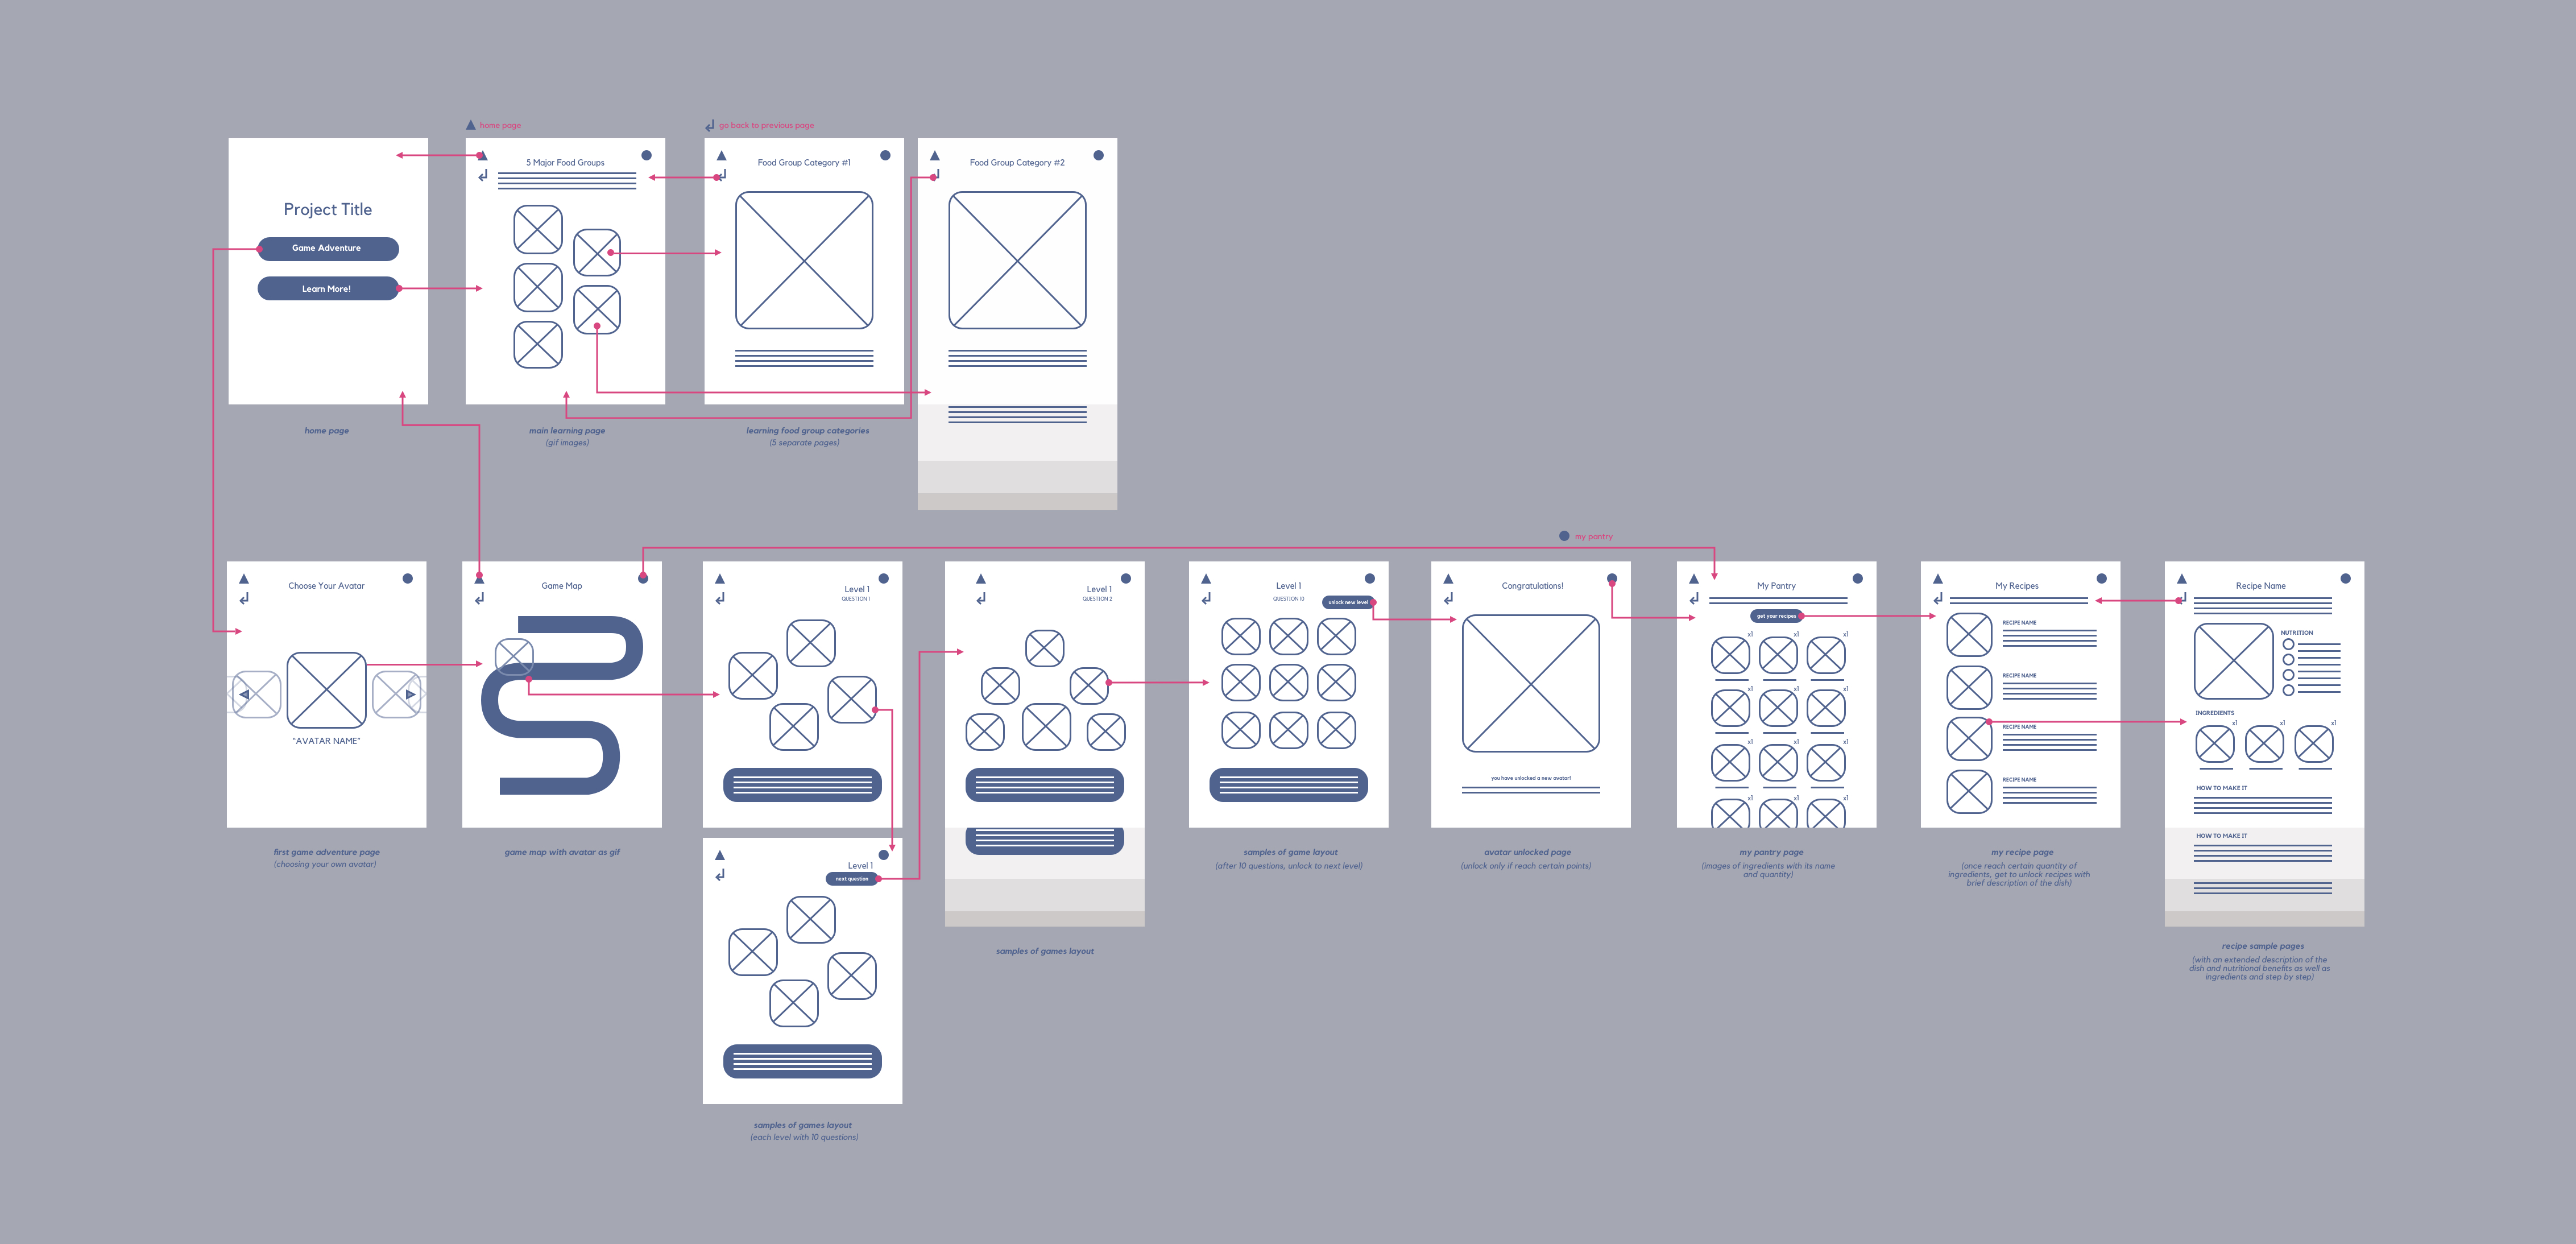 home page
go back to previous page
Project Title
Game Adventure
Learn More!
5 Major Food Groups
Food Group Category #1
Food Group Category #2
home page
main learning page
(gif images)
learning food group categories
(5 separate pages)
my pantry
Choose Your Avatar
"AVATAR NAME"
Game Map
Level 1
QUESTION 1
Level 1
QUESTION 2
Level 1
QUESTION 10
unlock new level
Congratulations!
you have unlocked a new avatar!
My Pantry
get your recipes
x1
x1
x1
x1
x1
x1
x1
x1
x1
x1
x1
x1
My Recipes
RECIPE NAME
RECIPE NAME
RECIPE NAME
RECIPE NAME
Recipe Name
NUTRITION
INGREDIENTS
x1
x1
x1
HOW TO MAKE IT
HOW TO MAKE IT
first game adventure page
(choosing your own avatar)
game map with avatar as gif
Level 1
next question
samples of games layout
(each level with 10 questions)
samples of games layout
samples of game layout
(after 10 questions, unlock to next level)
avatar unlocked page
(unlock only if reach certain points)
my pantry page
(images of ingredients with its name
and quantity)
my recipe page
(once reach certain quantity of
ingredients, get to unlock recipes with
brief description of the dish)
recipe sample pages
(with an extended description of the
dish and nutritional benefits as well as
ingredients and step by step)